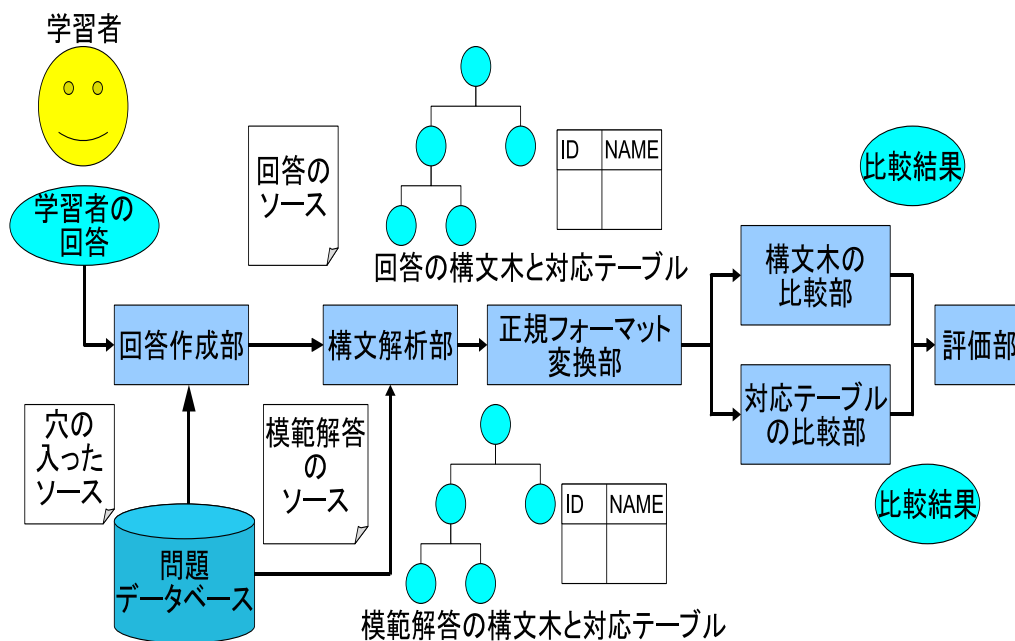 学習者
学習者の
回答
回答の
ソース
ID NAME
回答の構文木と対応テーブル
比較結果
構文木の
比較部
回答作成部
構文解析部
正規フォーマット
変換部
評価部
対応テーブル
の比較部
穴の
入った
ソース
模範解答
の
ソース
ID NAME
比較結果
問題
データベース
模範解答の構文木と対応テーブル